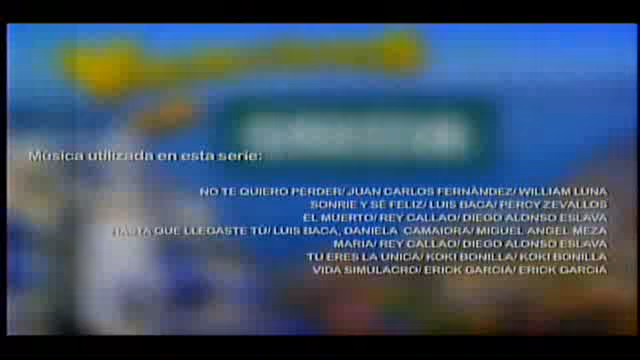 Música utilizada en esta serie:
NO TE QUIERO PERDER/ JUAN CARLOS FERNÁNDEZ/ WILLIAM LUNA
SONRIE Y SÉ FELIZ/ LUIS BACA/ PERCY ZEVALLOS
EL MUERTO/ REY CALLAO/ DIEGO ALONSO ESLAVA
HASTA QUE LLEGASTE TÚ/ LUIS BACA, DANIELA CAMAIORA/ MIGUEL ANGEL MEZA
MARIA/ REY CALLAO/ DIEGO ALONSO ESLAVA
TU ERES LA UNICA/ KOKI BONILLA/ KOKI BONILLA
VIDA SIMULACRO/ ERICK GARCIA/ ERICK GARCIA